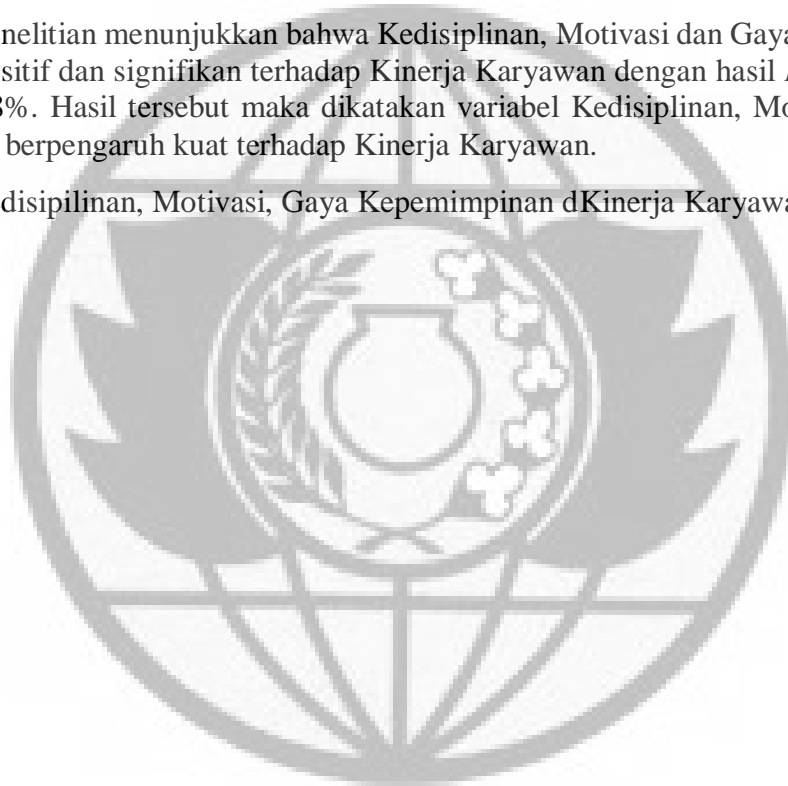 nelitian menunjukkan bahwa Kedisiplinan, Motivasi dan Gaya
sitif dan signifikan terhadap Kinerja Karyawan dengan hasil
8%. Hasil tersebut maka dikatakan variabel Kedisiplinan, Mo
berpengaruh kuat terhadap Kinerja Karyawan.
disipilinan, Motivasi, Gaya Kepemimpinan dKinerja Karyawa